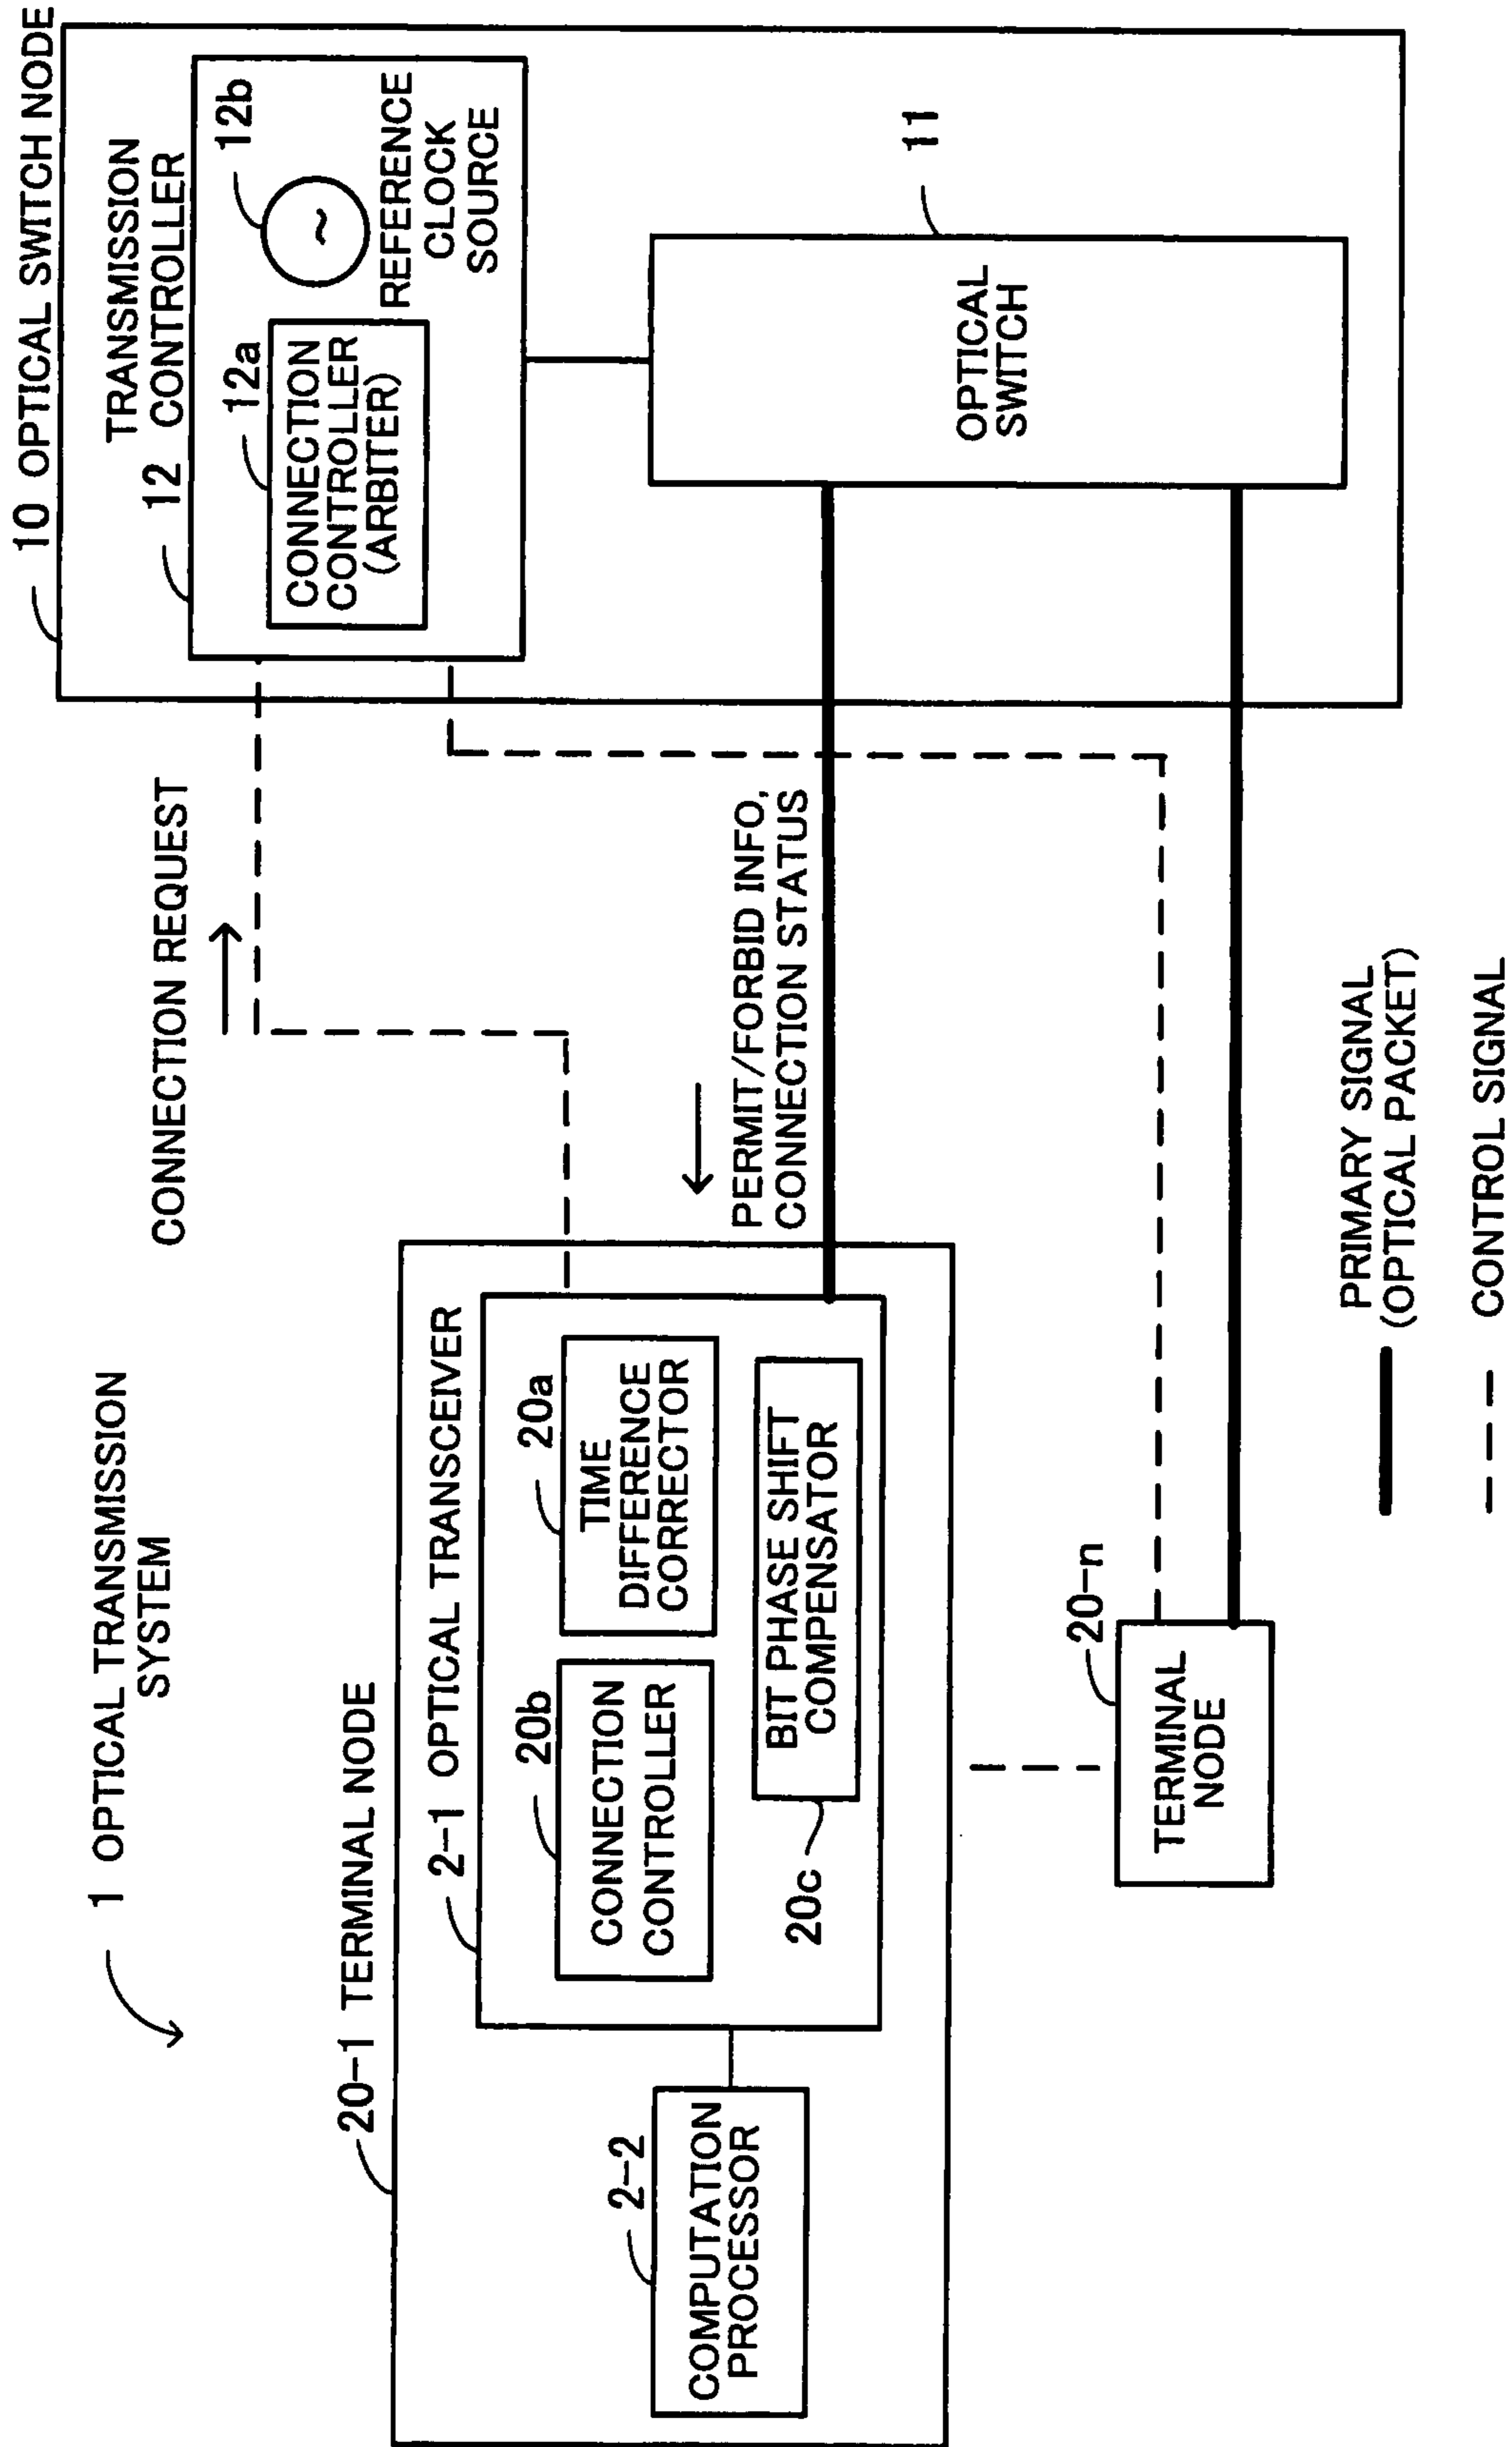 1 OPTICAL TRANSMISSION
SYSTEM
10 OPTICAL SWITCH NODE
TRANSMISSION
12 CONTROLLER
12a
CONNECTION
CONTROLLER
(ARBITER)
12b
~
REFERENCE
CLOCK
SOURCE
11
OPTICAL
SWITCH
CONNECTION REQUEST
PERMIT/FORBID INFO,
CONNECTION STATUS
20-1 TERMINAL NODE
2-1 OPTICAL TRANSCEIVER
20b
CONNECTION
CONTROLLER
20a
TIME
DIFFERENCE
CORRECTOR
20c
BIT PHASE SHIFT
COMPENSATOR
2-2
COMPUTATION
PROCESSOR
20-n
TERMINAL
NODE
PRIMARY SIGNAL
(OPTICAL PACKET)
CONTROL SIGNAL